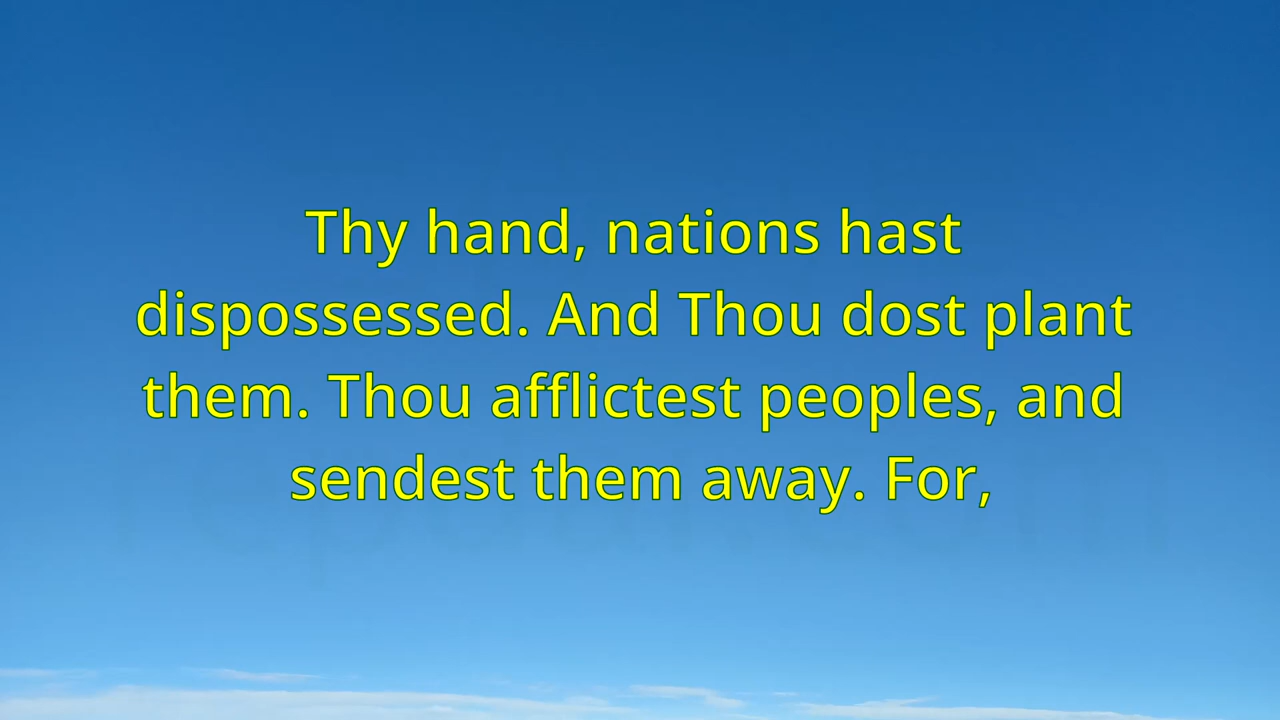 Thy hand, nations hast
dispossessed. And Thou dost plant
them. Thou afflictest peoples, and
sendest them away. For,